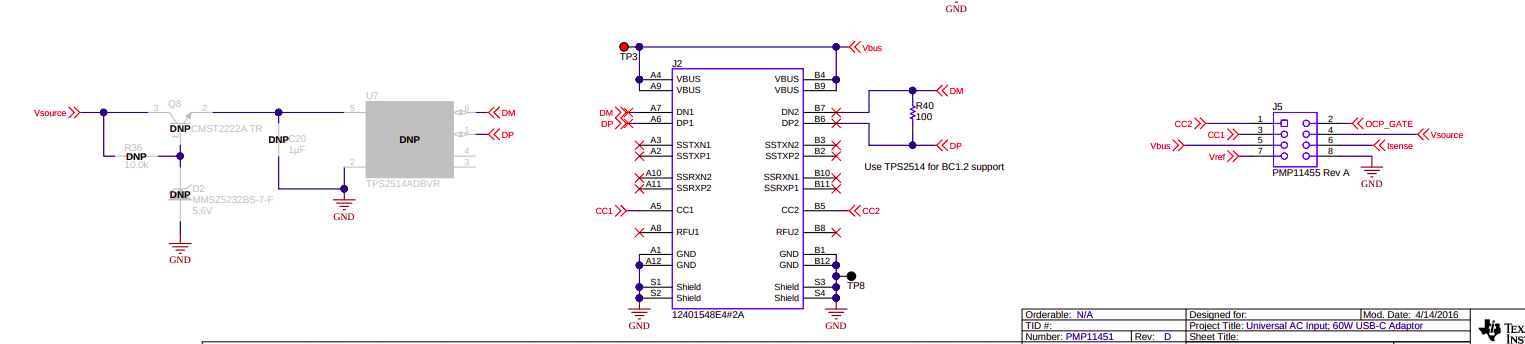 GND
Vsource
3
Q8
2
DNP
CMST2222A TR
R36
DNP
10.0k
DNP
D2
MMSZ5232BS-7-F
5.6V
GND
DNP
C20
1µF
GND
U7
5
DNP
2
6
1
4
3
TPS2514ADBVR
DM
DP
TP3
J2
Vbus
A4 VBUS VBUS B4
A9 VBUS VBUS B9
DM A7 DN1 DN2 B7
DP A6 DP1 DP2 B6
A3 SSTXN1 SSTXN2 B3
A2 SSTXP1 SSTXP2 B2
A10 SSRXN2 SSRXN1 B10
A11 SSRXP2 SSRXP1 B11
CC1 A5 CC1 CC2 B5 CC2
A8 RFU1 RFU2 B8
A1 GND GND B1
A12 GND GND B12
TP8
S1 Shield Shield S3
S2 Shield Shield S4
GND
12401548E4#2A
GND
DM
R40
100
DP
Use TPS2514 for BC1.2 support
J5
CC2 1 2 OCP_GATE
CC1 3 4 Vsource
Vbus 5 6 Isense
Vref 7 8
PMP11455 Rev A
GND
Orderable: N/A Designed for: Mod. Date: 4/14/2016
TID #: Project Title: Universal AC Input; 60W USB-C Adaptor
Number: PMP11451 Rev: D Sheet Title: